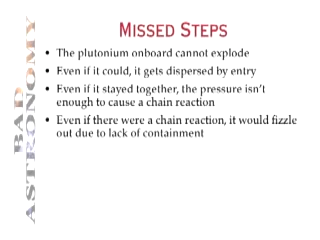 MISSED STEPS
• The plutonium onboard cannot explode
• Even if it could, it gets dispersed by entry
• Even if it stayed together, the pressure isn't
enough to cause a chain reaction
• Even if there were a chain reaction, it would fizzle
out due to lack of containment
BAD
ASTRONOMY